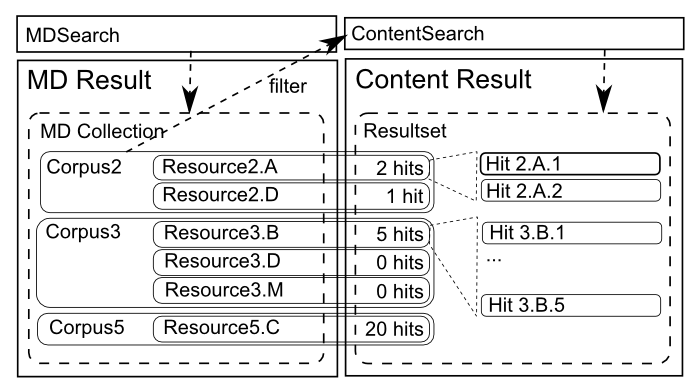 MDSearch
ContentSearch
MD Result
filter
Content Result
MD Collection
Resultset
Corpus2
Resource2.A
2 hits
Hit 2.A.1
Resource2.D
1 hit
Hit 2.A.2
Corpus3
Resource3.B
5 hits
Hit 3.B.1
Resource3.D
0 hits
...
Resource3.M
0 hits
Hit 3.B.5
Corpus5
Resource5.C
20 hits